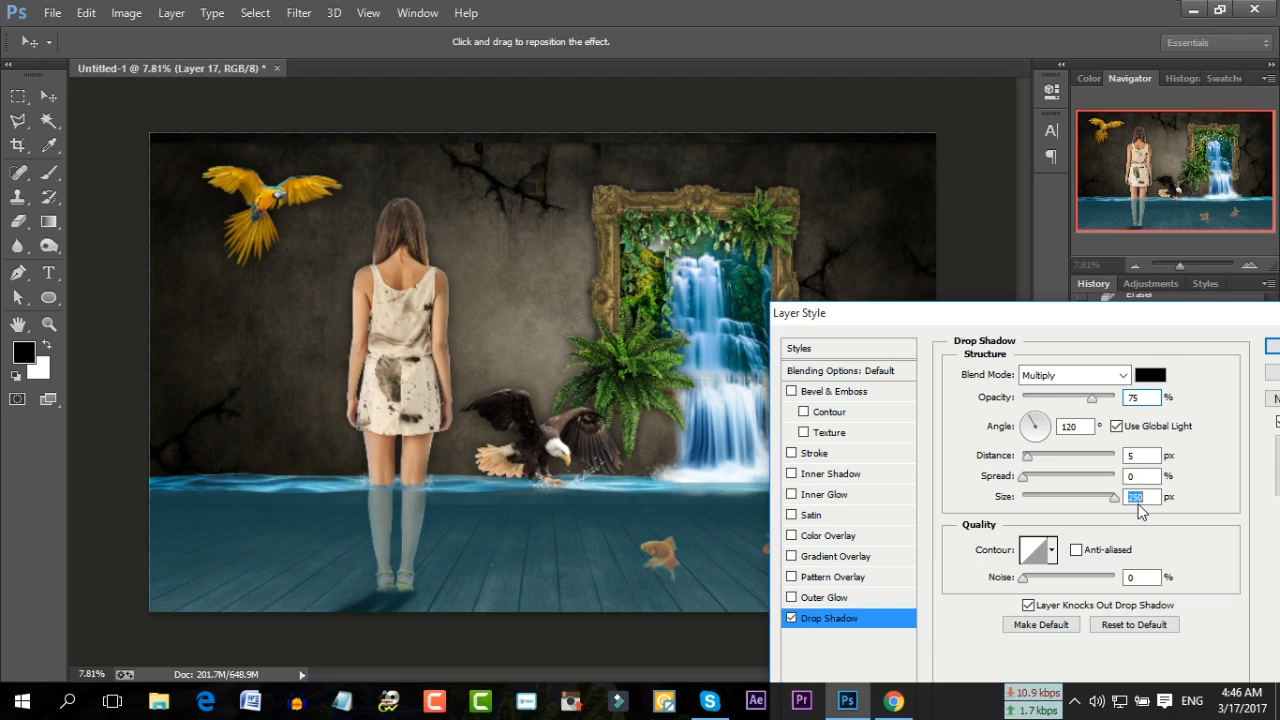 Ps File Edit Image Layer Type Select Filter 3D View Window Help
Click and drag to reposition the effect.
Essentials
Untitled-1 @ 7.81% (Layer 17, RGB/8) * ×
Color Navigator Histogr Swatche
7.81%
History Adjustments Styles
Eraser
Layer Style
Styles
Blending Options: Default
Bevel & Emboss
Contour
Texture
Stroke
Inner Shadow
Inner Glow
Satin
Color Overlay
Gradient Overlay
Pattern Overlay
Outer Glow
Drop Shadow
Drop Shadow
Structure
Blend Mode: Multiply
Opacity: 75 %
Angle: 120 ° Use Global Light
Distance: 5 px
Spread: 0 %
Size: 250 px
Quality
Contour: Anti-aliased
Noise: 0 %
Layer Knocks Out Drop Shadow
Make Default Reset to Default
N
7.81% Doc: 201.7M/648.9M
Ae Pr Ps
10.9 kbps
1.7 kbps
ENG
4:46 AM
3/17/2017